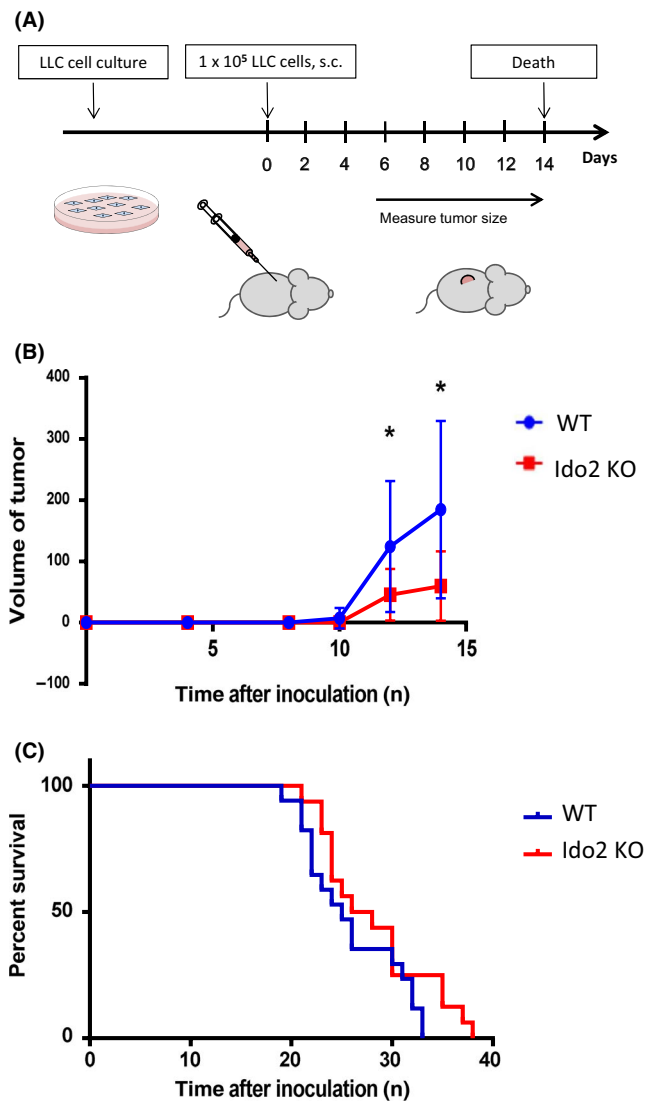 (A)
LLC cell culture
1 x 10⁵ LLC cells, s.c.
Death
0 2 4 6 8 10 12 14 Days
Measure tumor size
(B)
Volume of tumor
400
300
200
100
0
−100
5 10 15
Time after inoculation (n)
* *
WT
Ido2 KO
(C)
Percent survival
100
50
0
0 10 20 30 40
Time after inoculation (n)
WT
Ido2 KO